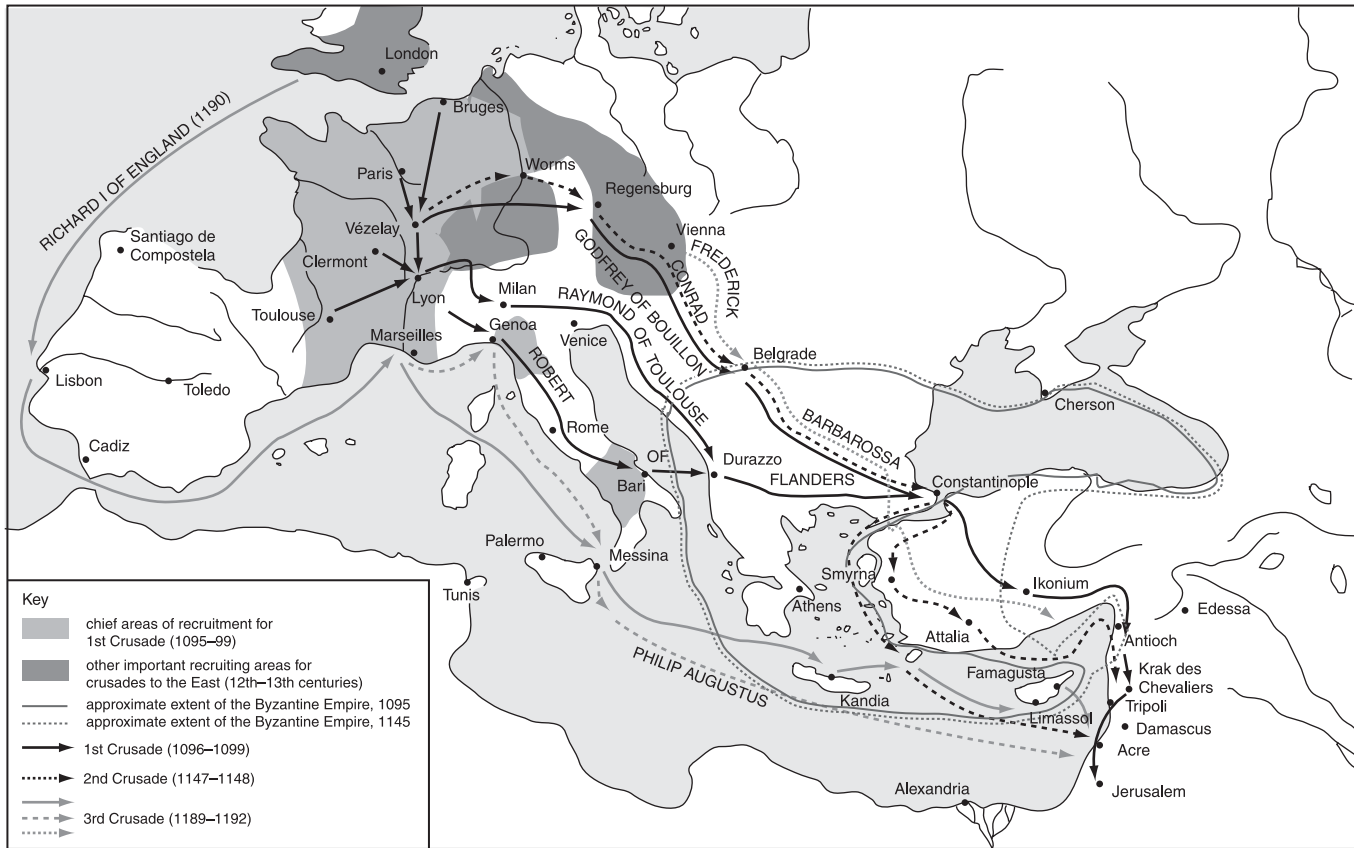 London
Bruges
RICHARD I OF ENGLAND (1190)
Paris
Worms
Regensburg
Vézelay
Vienna
Santiago de
Compostela
Clermont
GODFREY OF BOUILLON
CONRAD
FREDERICK
Lyon
Milan
RAYMOND OF TOULOUSE
Toulouse
Marseilles
Genoa
Venice
Belgrade
Lisbon
Toledo
ROBERT
Cherson
Rome
BARBAROSSA
Cadiz
OF
Bari
Durazzo
FLANDERS
Constantinople
Palermo
Messina
Smyrna
Ikonium
Tunis
Athens
Edessa
Attalia
Antioch
PHILIP AUGUSTUS
Famagusta
Krak des
Chevaliers
Kandia
Limassol
Tripoli
Damascus
Acre
Alexandria
Jerusalem
Key
chief areas of recruitment for
1st Crusade (1095–99)
other important recruiting areas for
crusades to the East (12th–13th centuries)
approximate extent of the Byzantine Empire, 1095
approximate extent of the Byzantine Empire, 1145
1st Crusade (1096–1099)
2nd Crusade (1147–1148)
3rd Crusade (1189–1192)